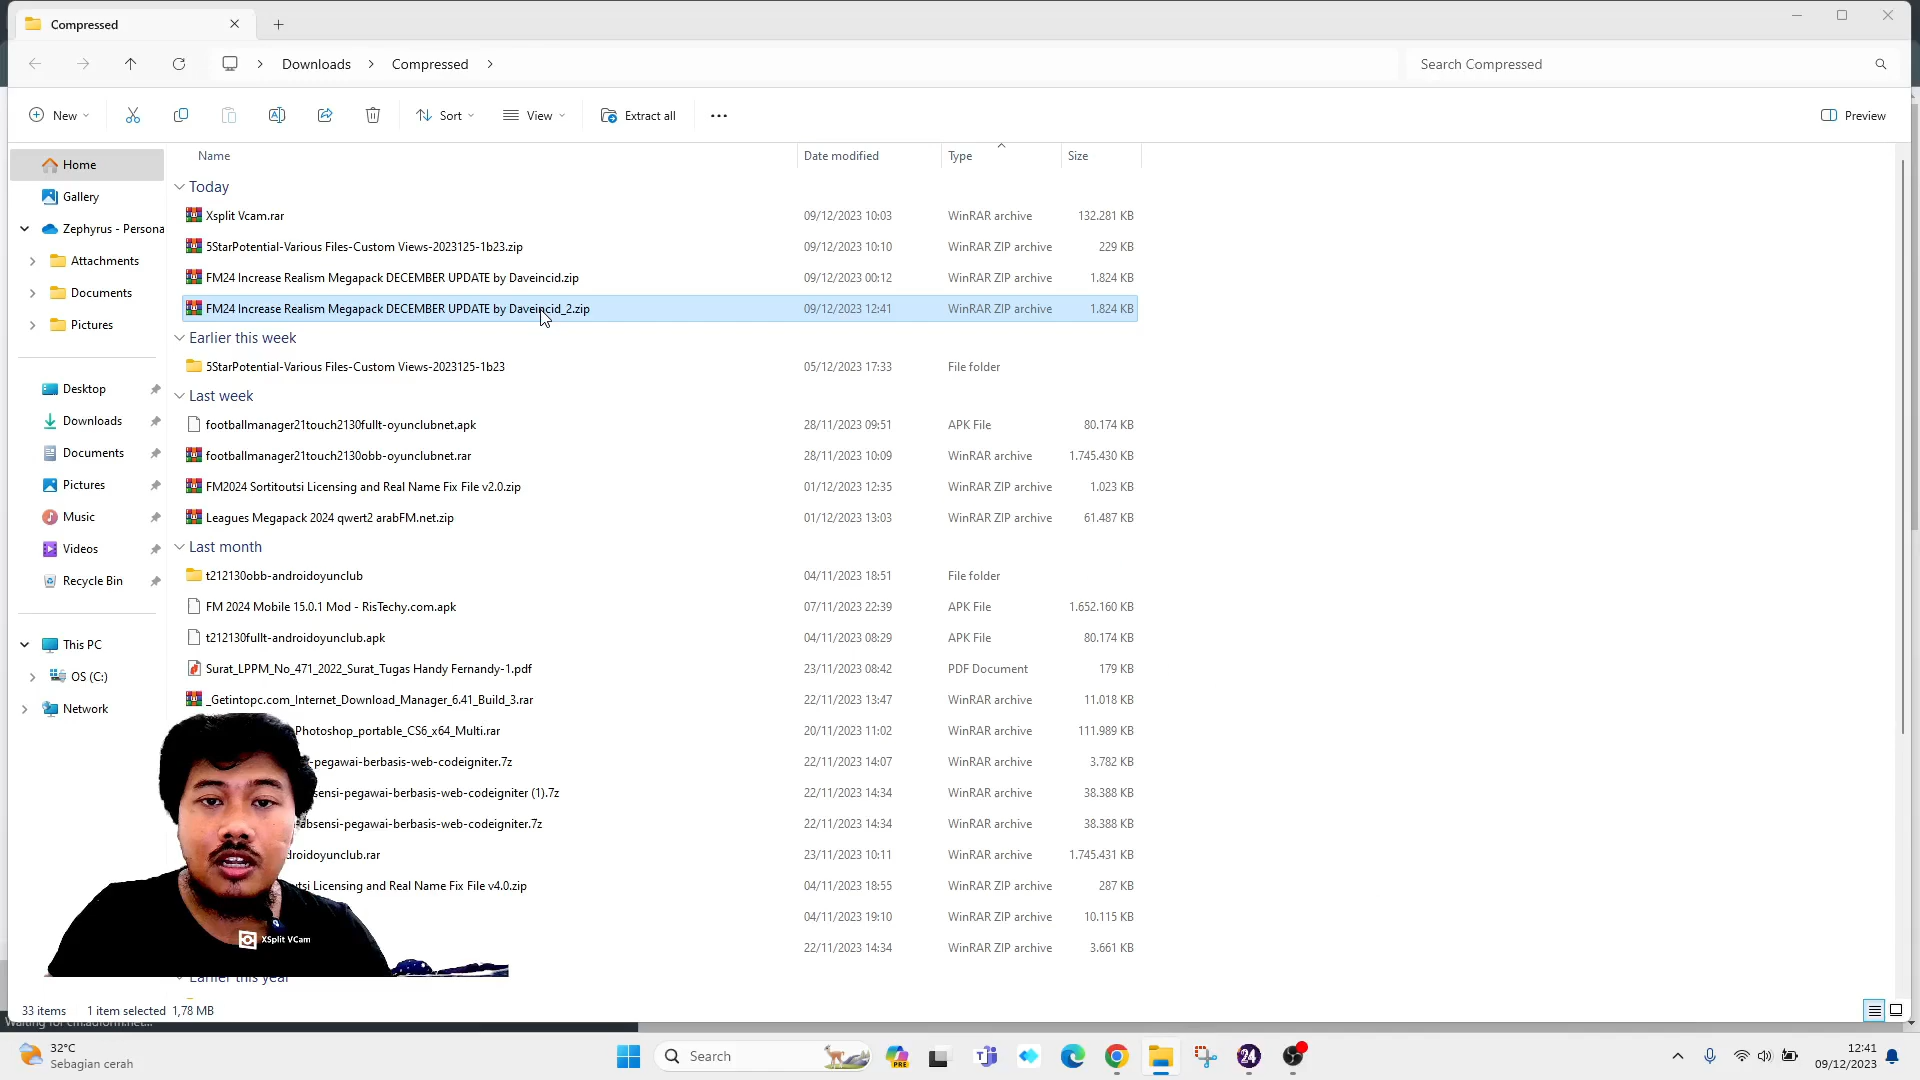 Compressed
Downloads
Compressed
Search Compressed
New
Sort
View
Extract all
Preview
Name
Date modified
Type
Size
Home
Gallery
Zephyrus - Persona
Attachments
Documents
Pictures
Desktop
Downloads
Documents
Pictures
Music
Videos
Recycle Bin
This PC
OS (C:)
Network
Today
Xsplit Vcam.rar 09/12/2023 10:03 WinRAR archive 132.281 KB
5StarPotential-Various Files-Custom Views-2023125-1b23.zip 09/12/2023 10:10 WinRAR ZIP archive 229 KB
FM24 Increase Realism Megapack DECEMBER UPDATE by Daveincid.zip 09/12/2023 00:12 WinRAR ZIP archive 1.824 KB
FM24 Increase Realism Megapack DECEMBER UPDATE by Daveincid_2.zip 09/12/2023 12:41 WinRAR ZIP archive 1.824 KB
Earlier this week
5StarPotential-Various Files-Custom Views-2023125-1b23 05/12/2023 17:33 File folder
Last week
footballmanager21touch2130fullt-oyunclubnet.apk 28/11/2023 09:51 APK File 80.174 KB
footballmanager21touch2130obb-oyunclubnet.rar 28/11/2023 10:09 WinRAR archive 1.745.430 KB
FM2024 Sortitoutsi Licensing and Real Name Fix File v2.0.zip 01/12/2023 12:35 WinRAR ZIP archive 1.023 KB
Leagues Megapack 2024 qwert2 arabFM.net.zip 01/12/2023 13:03 WinRAR ZIP archive 61.487 KB
Last month
t212130obb-androidoyunclub 04/11/2023 18:51 File folder
FM 2024 Mobile 15.0.1 Mod - RisTechy.com.apk 07/11/2023 22:39 APK File 1.652.160 KB
t212130fullt-androidoyunclub.apk 04/11/2023 08:29 APK File 80.174 KB
Surat_LPPM_No_471_2022_Surat_Tugas Handy Fernandy-1.pdf 23/11/2023 08:42 PDF Document 179 KB
_Getintopc.com_Internet_Download_Manager_6.41_Build_3.rar 22/11/2023 13:47 WinRAR archive 11.018 KB
Photoshop_portable_CS6_x64_Multi.rar 20/11/2023 11:02 WinRAR archive 111.989 KB
-pegawai-berbasis-web-codeigniter.7z 22/11/2023 14:07 WinRAR archive 3.782 KB
sensi-pegawai-berbasis-web-codeigniter (1).7z 22/11/2023 14:34 WinRAR archive 38.388 KB
-absensi-pegawai-berbasis-web-codeigniter.7z 22/11/2023 14:34 WinRAR archive 38.388 KB
droidoyunclub.rar 23/11/2023 10:11 WinRAR archive 1.745.431 KB
utsi Licensing and Real Name Fix File v4.0.zip 04/11/2023 18:55 WinRAR ZIP archive 287 KB
04/11/2023 19:10 WinRAR ZIP archive 10.115 KB
22/11/2023 14:34 WinRAR ZIP archive 3.661 KB
XSplit VCam
Earlier this year
33 items 1 item selected 1,78 MB
32°C
Sebagian cerah
Search
PRE
24
12:41
09/12/2023